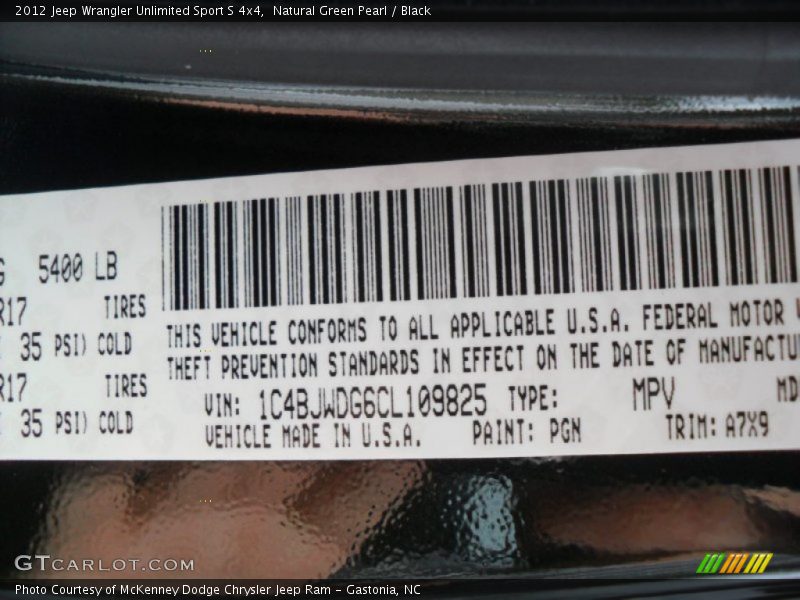 2012 Jeep Wrangler Unlimited Sport S 4x4,  Natural Green Pearl / Black
5400 LB
R17 TIRES
35 PSI) COLD
R17 TIRES
35 PSI) COLD
THIS VEHICLE CONFORMS TO ALL APPLICABLE U.S.A. FEDERAL MOTOR
THEFT PREVENTION STANDARDS IN EFFECT ON THE DATE OF MANUFACTU
VIN: 1C4BJWDG6CL109825 TYPE: MPV MD
VEHICLE MADE IN U.S.A. PAINT: PGN TRIM: A7X9
GTCARLOT.COM
Photo Courtesy of McKenney Dodge Chrysler Jeep Ram - Gastonia, NC